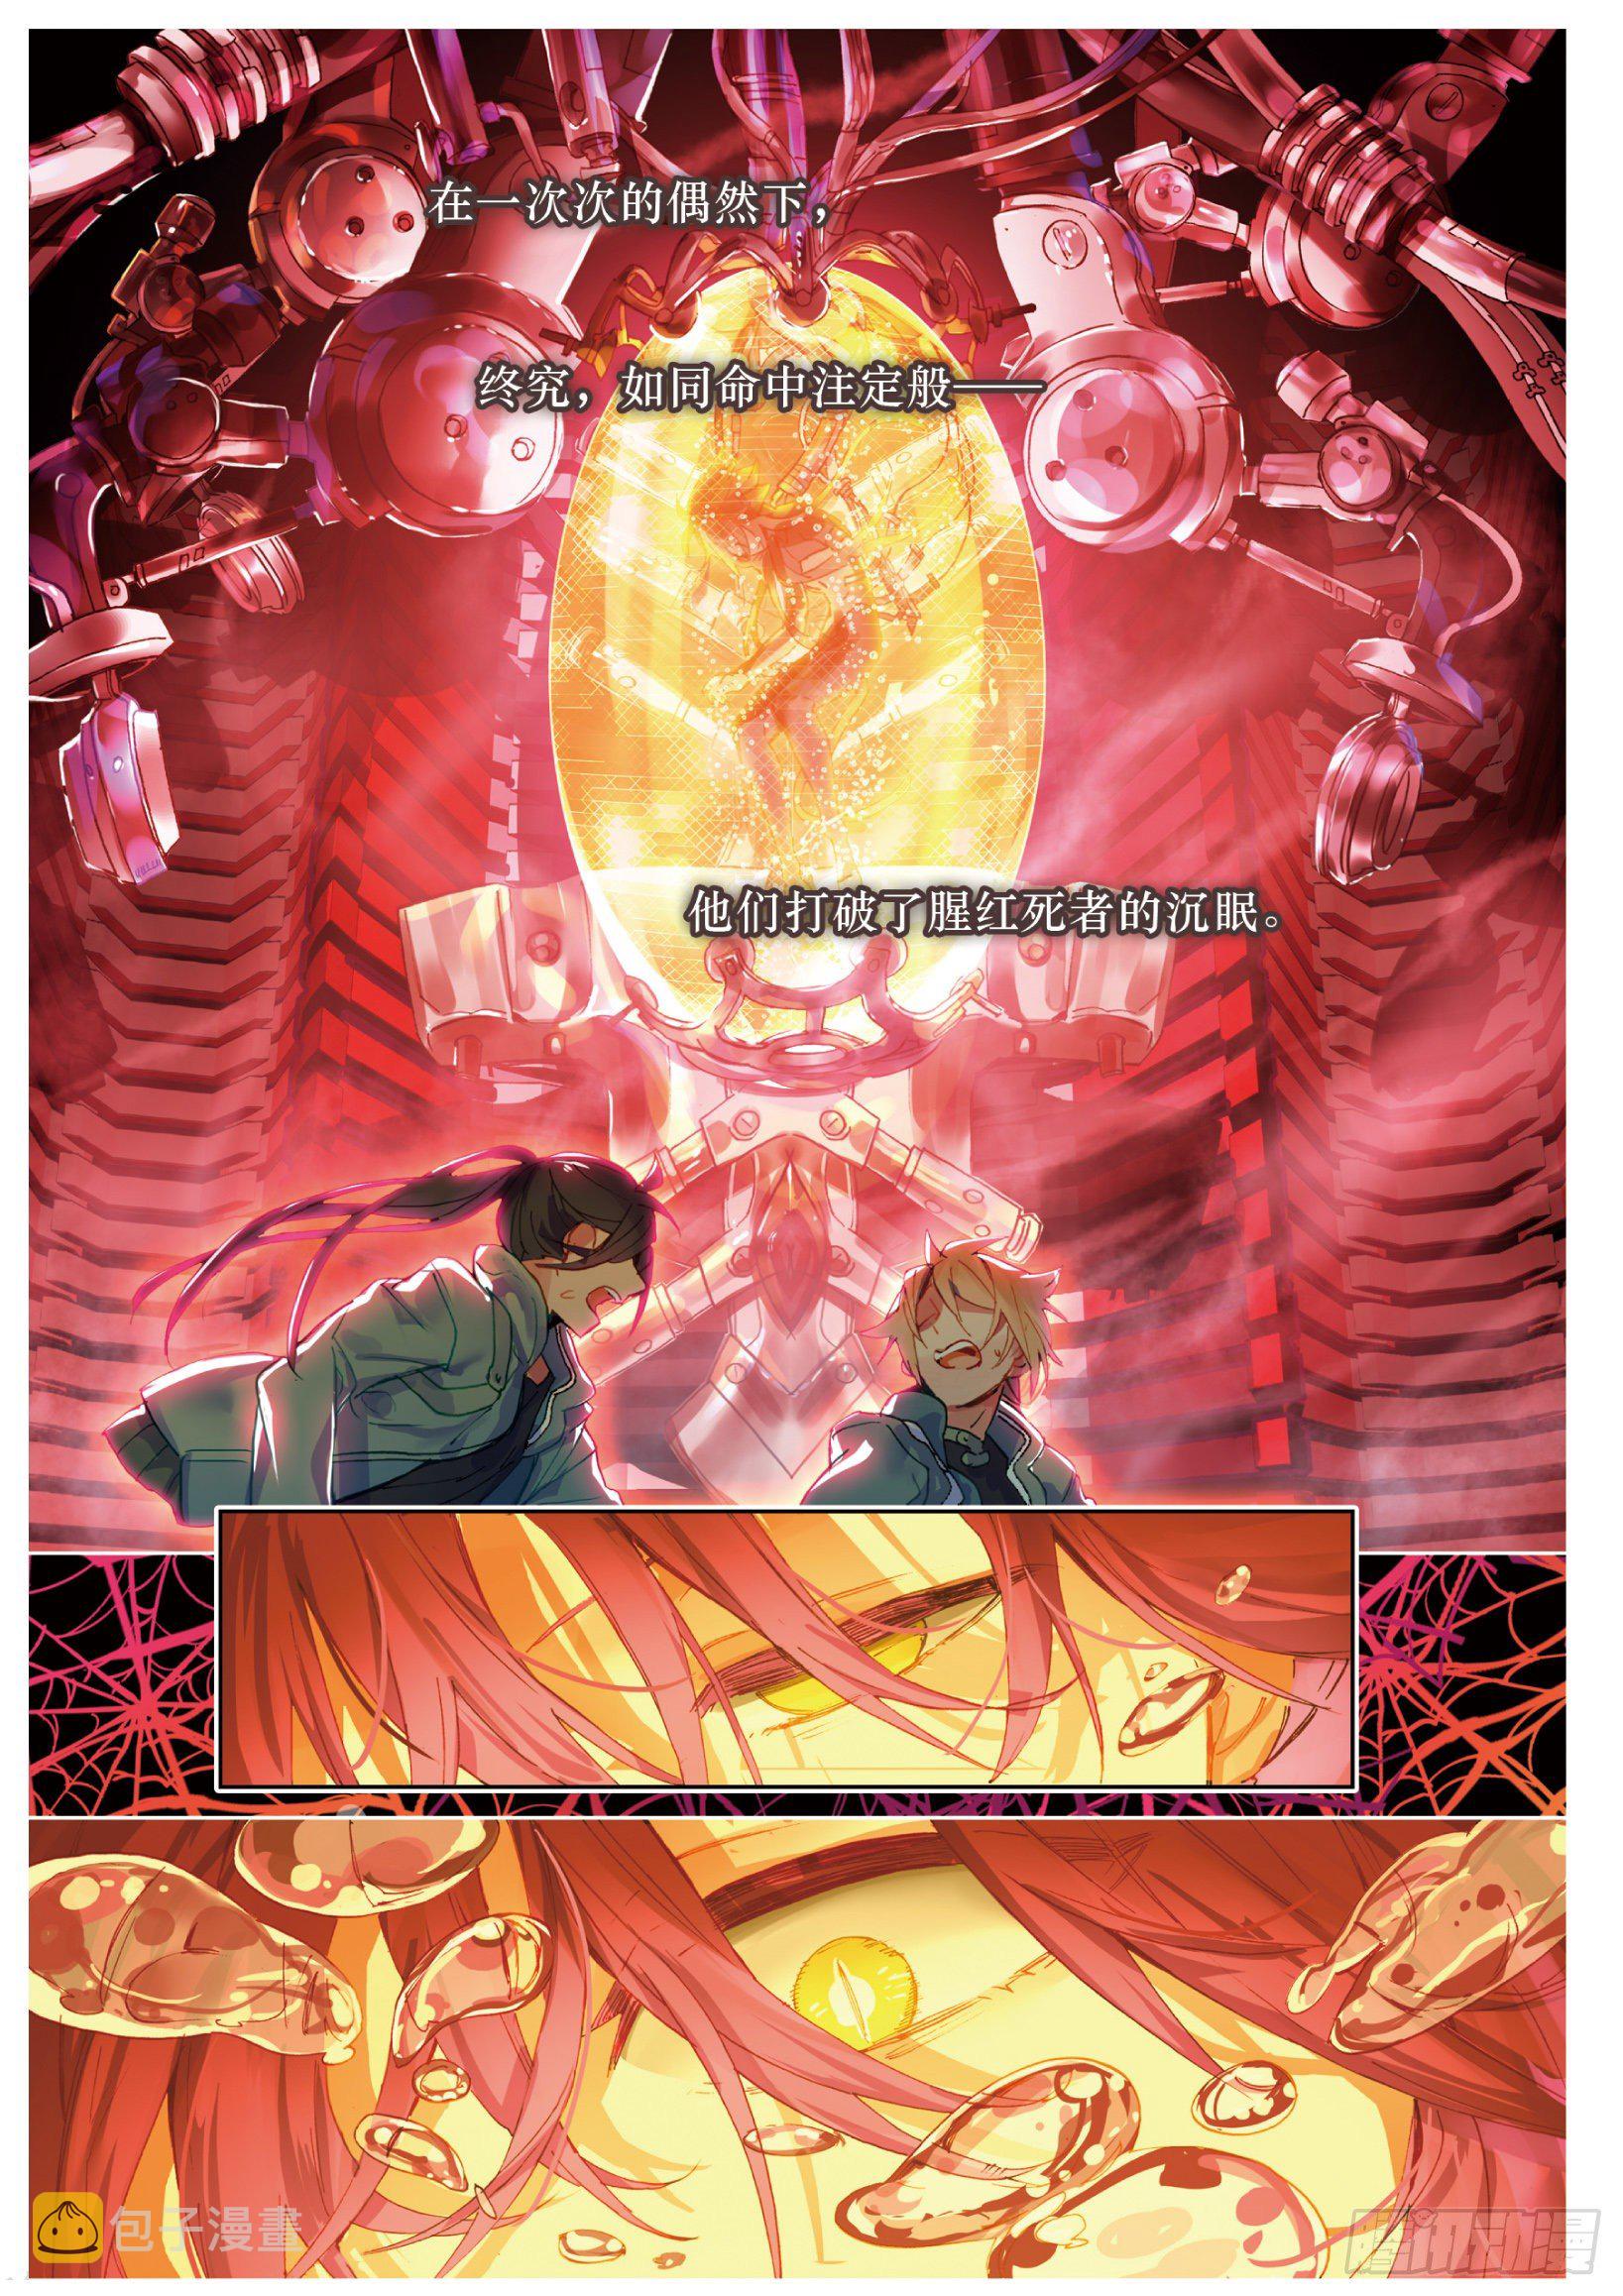 在一次次的偶然下，
终究，如同命中注定般——
他们打破了腥红死者的沉眠。
包子漫畫
腾讯动漫